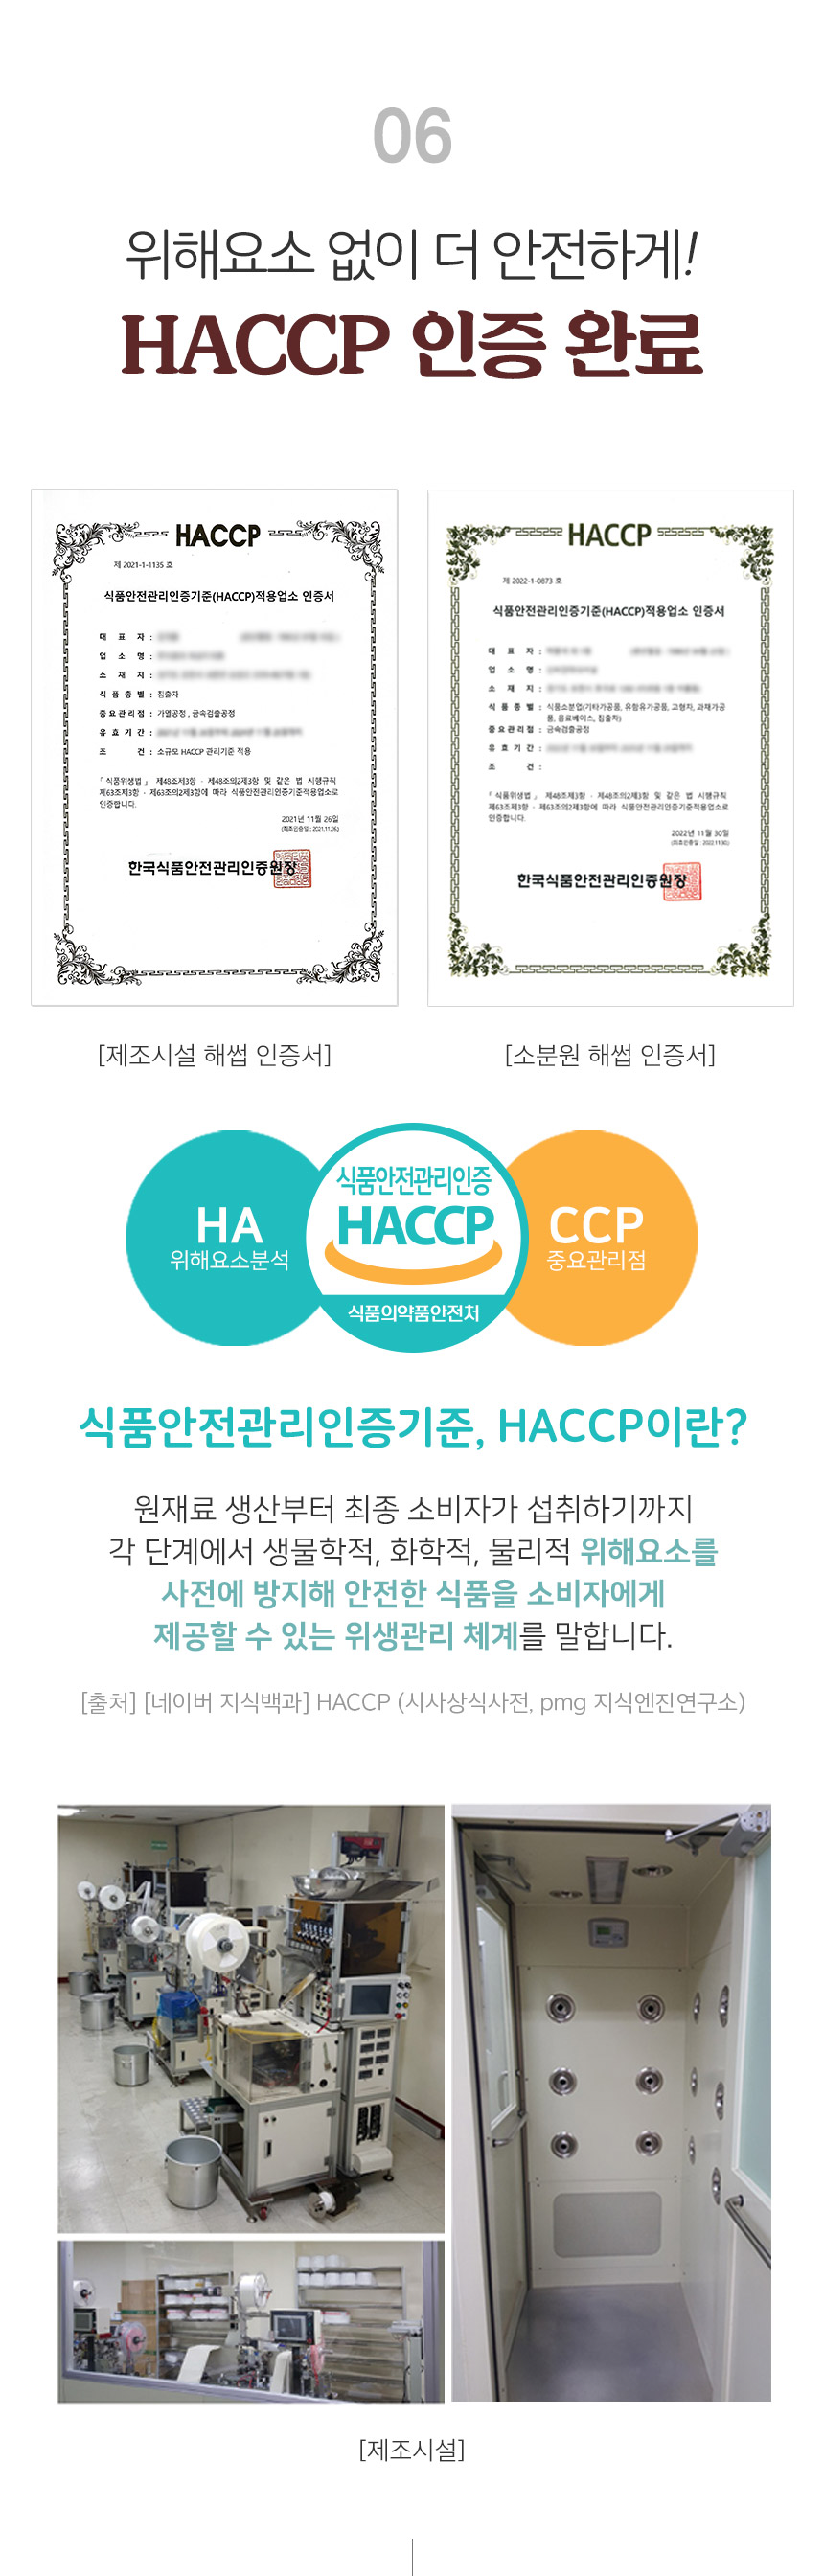 06
위해요소 없이 더 안전하게!
HACCP 인증 완료
HACCP
제 2021-1-1135 호
식품안전관리인증기준(HACCP)적용업소 인증서
대 표 자 :
업 소 명 :
소 재 지 :
식 품 종 별 : 침출차
중요관리점 : 가열공정, 금속검출공정
유 효 기 간 :
조 건 : 소규모 HACCP 관리기준 적용
「식품위생법」 제48조제3항 · 제48조의2제3항 및 같은 법 시행규칙
제63조제3항 · 제63조의2제3항에 따라 식품안전관리인증기준적용업소로
인증합니다.
2021년 11월 26일
(최초인증일 : 2021.11.26)
한국식품안전관리인증원장
HACCP
제 2022-1-0873 호
식품안전관리인증기준(HACCP)적용업소 인증서
대 표 자 :
업 소 명 :
소 재 지 :
식 품 종 별 : 식품소분업(기타가공품, 유함유가공품, 고형차, 과채가공
품, 음료베이스, 침출차)
중요관리점 : 금속검출공정
유 효 기 간 :
조 건 :
「식품위생법」 제48조제3항 · 제48조의2제3항 및 같은 법 시행규칙
제63조제3항 · 제63조의2제3항에 따라 식품안전관리인증기준적용업소로
인증합니다.
2022년 11월 30일
(최초인증일 : 2022.11.30)
한국식품안전관리인증원장
[제조시설 해썹 인증서]
[소분원 해썹 인증서]
HA
위해요소분석
식품안전관리인증
HACCP
식품의약품안전처
CCP
중요관리점
식품안전관리인증기준, HACCP이란?
원재료 생산부터 최종 소비자가 섭취하기까지
각 단계에서 생물학적, 화학적, 물리적 위해요소를
사전에 방지해 안전한 식품을 소비자에게
제공할 수 있는 위생관리 체계를 말합니다.
[출처] [네이버 지식백과] HACCP (시사상식사전, pmg 지식엔진연구소)
[제조시설]